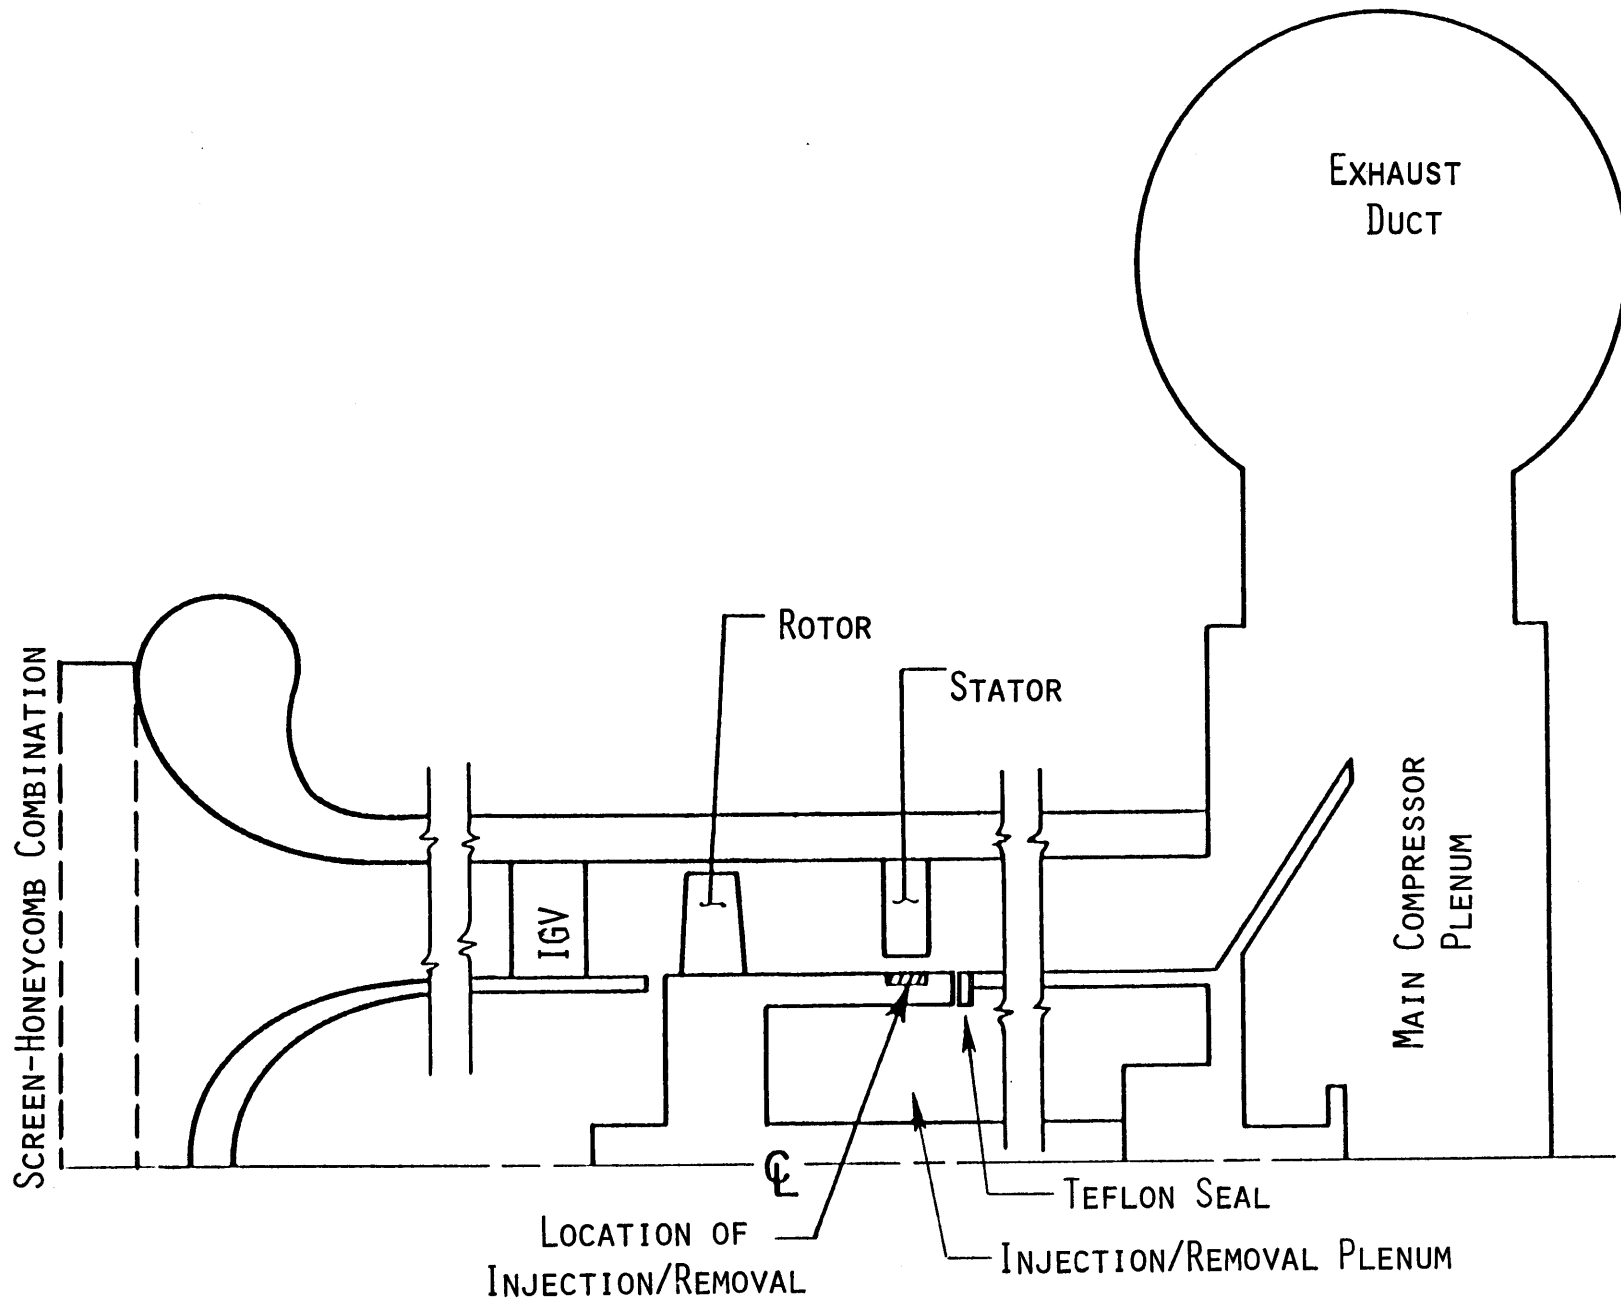 EXHAUST
DUCT
ROTOR
STATOR
SCREEN-HONEYCOMB COMBINATION
IGV
MAIN COMPRESSOR
PLENUM
℄
TEFLON SEAL
LOCATION OF
INJECTION/REMOVAL
INJECTION/REMOVAL PLENUM